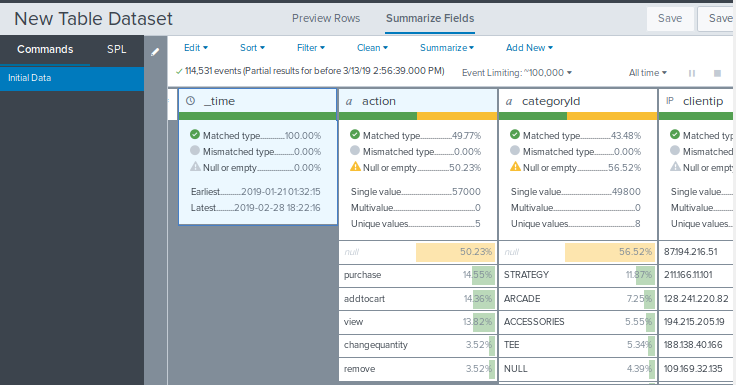 New Table Dataset
Preview Rows
Summarize Fields
Save
Save
Commands
SPL
Initial Data
Edit
Sort
Filter
Clean
Summarize
Add New
114,531 events (Partial results for before 3/13/19 2:56:39.000 PM)
Event Limiting: ~100,000
All time
_time
Matched type 100.00%
Mismatched type 0.00%
Null or empty 0.00%
Earliest 2019-01-21 01:32:15
Latest 2019-02-28 18:22:16
a action
Matched type 49.77%
Mismatched type 0.00%
Null or empty 50.23%
Single value 57000
Multivalue 0
Unique values 5
null 50.23%
purchase 14.55%
addtocart 14.36%
view 13.82%
changequantity 3.52%
remove 3.52%
a categoryId
Matched type 43.48%
Mismatched type 0.00%
Null or empty 56.52%
Single value 49800
Multivalue 0
Unique values 8
null 56.52%
STRATEGY 11.87%
ARCADE 7.25%
ACCESSORIES 5.55%
TEE 5.34%
NULL 4.39%
IP clientip
Matched typ
Mismatched
Null or emp
Single value
Multivalue
Unique value
87.194.216.51
211.166.11.101
128.241.220.82
194.215.205.19
188.138.40.166
109.169.32.135